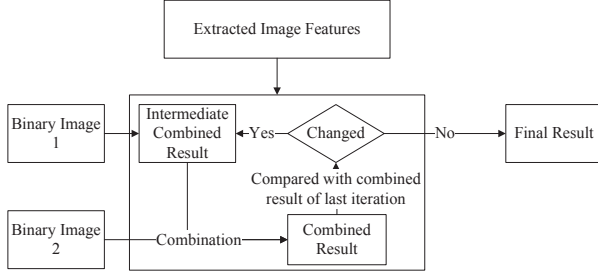 Extracted Image Features
Binary Image
1
Intermediate
Combined
Result
Yes
Changed
No
Final Result
Compared with combined
result of last iteration
Binary Image
2
Combination
Combined
Result